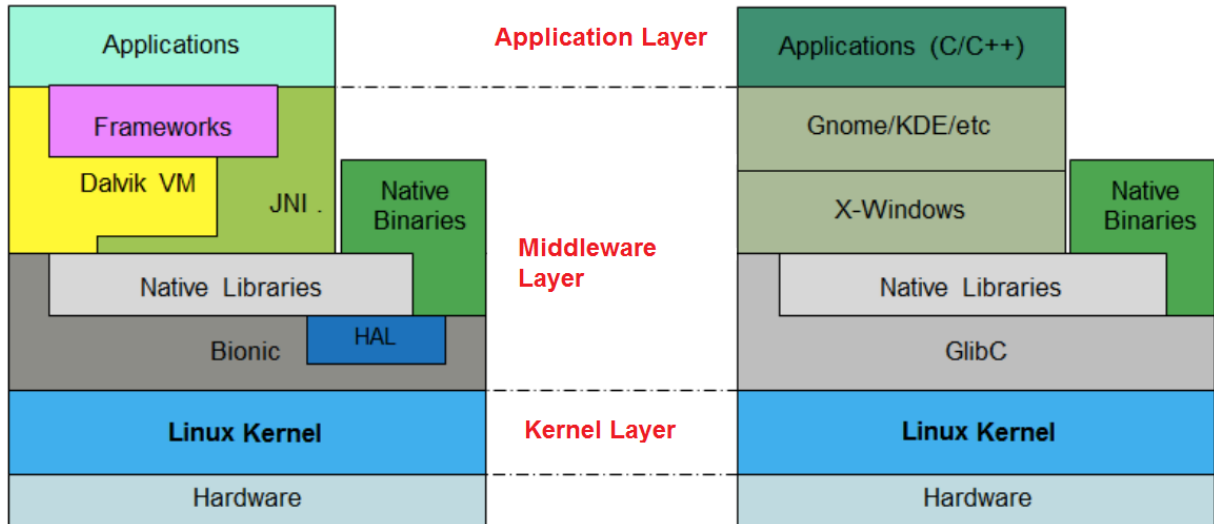 Applications
Application Layer
Applications (C/C++)
Frameworks
Gnome/KDE/etc
Dalvik VM
JNI .
Native
Binaries
X-Windows
Native
Binaries
Middleware
Layer
Native Libraries
Native Libraries
Bionic
HAL
GlibC
Linux Kernel
Kernel Layer
Linux Kernel
Hardware
Hardware